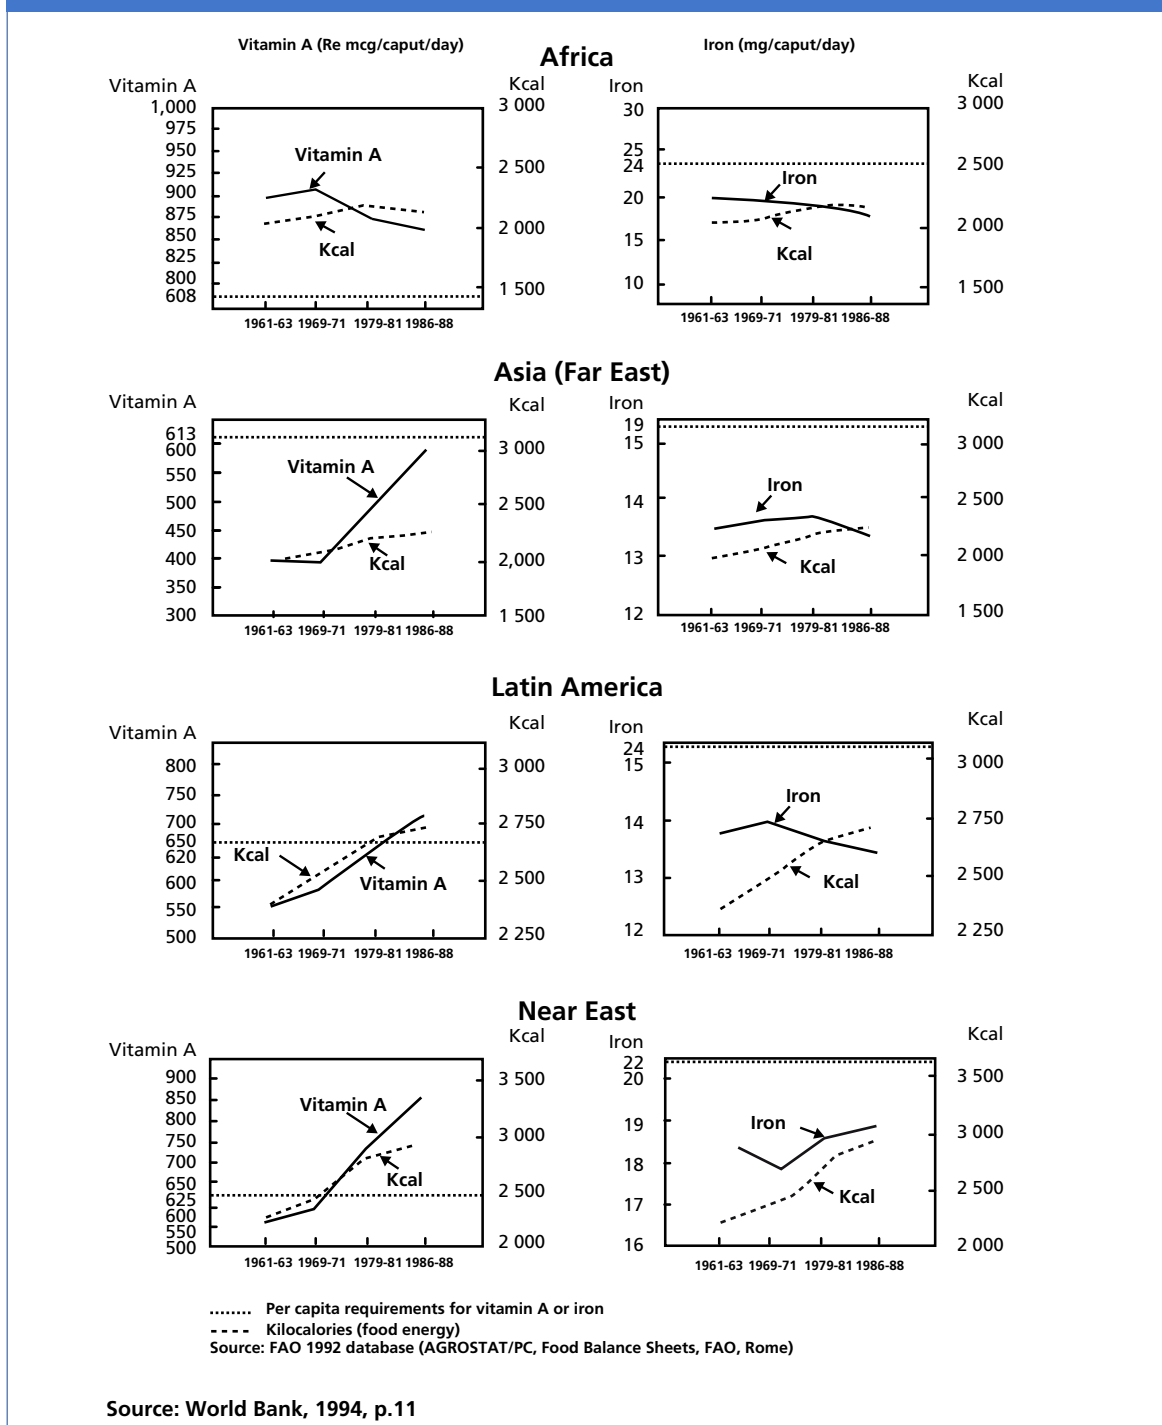 Vitamin A (Re mcg/caput/day)
Iron (mg/caput/day)
Africa
Vitamin A
Kcal
1,000
975
950
925
900
875
850
825
800
608
3 000
2 500
2 000
1 500
Vitamin A
Kcal
1961-63 1969-71 1979-81 1986-88
Iron
Kcal
30
25
24
20
15
10
3 000
2 500
2 000
1 500
Iron
Kcal
1961-63 1969-71 1979-81 1986-88
Asia (Far East)
Vitamin A
Kcal
613
600
550
500
450
400
350
300
3 000
2 500
2,000
1 500
Vitamin A
Kcal
1961-63 1969-71 1979-81 1986-88
Iron
Kcal
19
15
14
13
12
3 000
2 500
2 000
1 500
Iron
Kcal
1961-63 1969-71 1979-81 1986-88
Latin America
Vitamin A
Kcal
800
750
700
650
620
600
550
500
3 000
2 750
2 500
2 250
Kcal
Vitamin A
1961-63 1969-71 1979-81 1986-88
Iron
Kcal
24
15
14
13
12
3 000
2 750
2 500
2 250
Iron
Kcal
1961-63 1969-71 1979-81 1986-88
Near East
Vitamin A
Kcal
900
850
800
750
700
650
625
600
550
500
3 500
3 000
2 500
2 000
Vitamin A
Kcal
1961-63 1969-71 1979-81 1986-88
Iron
Kcal
22
20
19
18
17
16
3 500
3 000
2 500
2 000
Iron
Kcal
1961-63 1969-71 1979-81 1986-88
Per capita requirements for vitamin A or iron
Kilocalories (food energy)
Source: FAO 1992 database (AGROSTAT/PC, Food Balance Sheets, FAO, Rome)
Source: World Bank, 1994, p.11